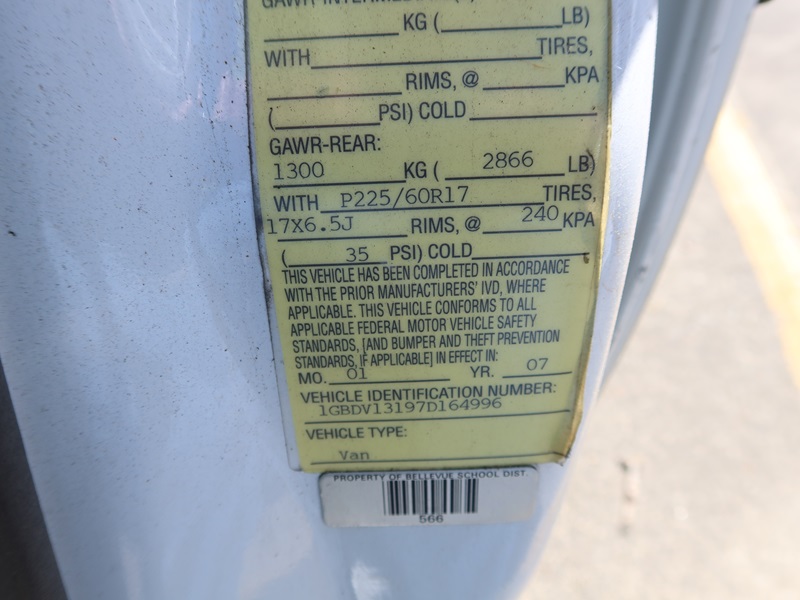 GAWR-INTERMEDIATE
KG ( LB)
WITH TIRES,
RIMS, @ KPA
( PSI) COLD
GAWR-REAR:
1300 KG ( 2866 LB)
WITH P225/60R17 TIRES,
17X6.5J RIMS, @ 240 KPA
( 35 PSI) COLD
THIS VEHICLE HAS BEEN COMPLETED IN ACCORDANCE
WITH THE PRIOR MANUFACTURERS' IVD, WHERE
APPLICABLE. THIS VEHICLE CONFORMS TO ALL
APPLICABLE FEDERAL MOTOR VEHICLE SAFETY
STANDARDS, [AND BUMPER AND THEFT PREVENTION
STANDARDS, IF APPLICABLE] IN EFFECT IN:
MO. 01 YR. 07
VEHICLE IDENTIFICATION NUMBER:
1GBDV13197D164996
VEHICLE TYPE:
Van
PROPERTY OF BELLEVUE SCHOOL DIST.
566